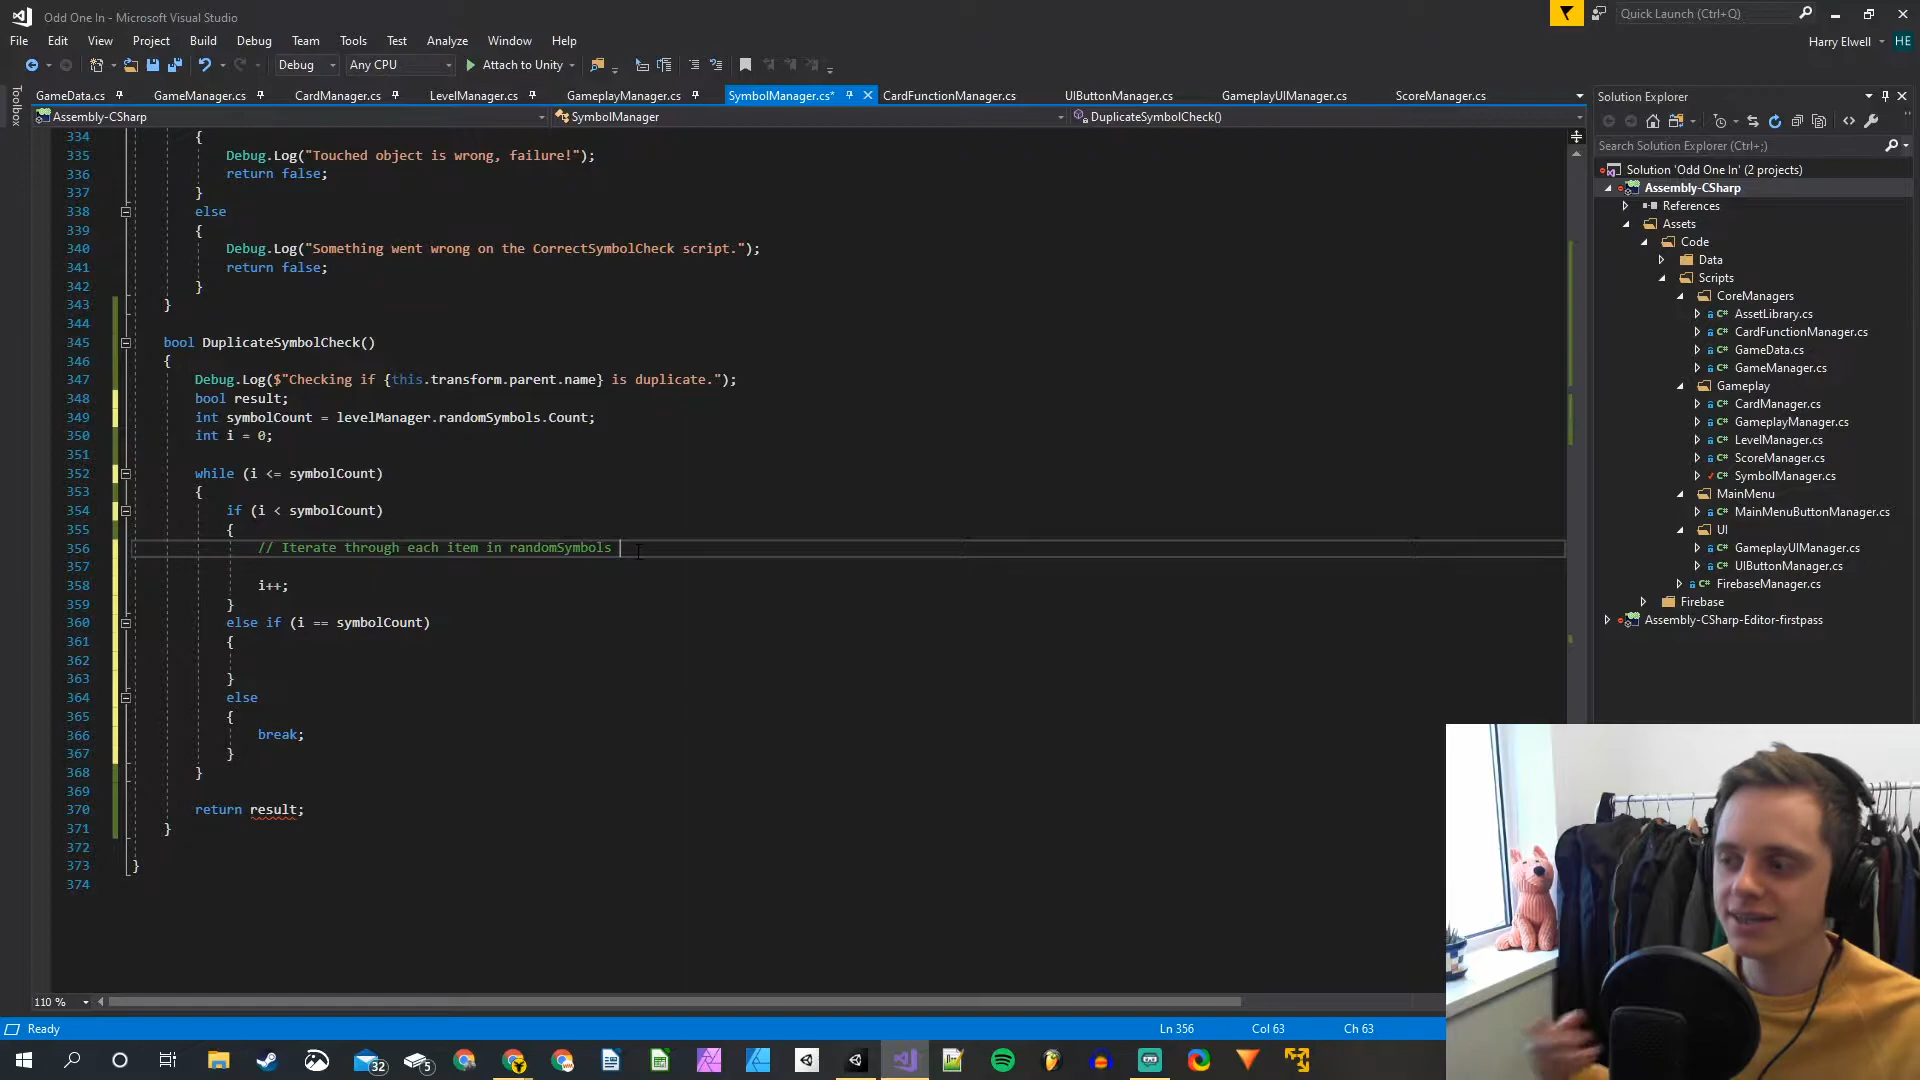 Odd One In - Microsoft Visual Studio
Quick Launch (Ctrl+Q)
File Edit View Project Build Debug Team Tools Test Analyze Window Help
Harry Elwell HE
Debug Any CPU Attach to Unity
Toolbox
GameData.cs GameManager.cs CardManager.cs LevelManager.cs GameplayManager.cs SymbolManager.cs* CardFunctionManager.cs UIButtonManager.cs GameplayUIManager.cs ScoreManager.cs
Assembly-CSharp SymbolManager DuplicateSymbolCheck()
334 {
335 Debug.Log("Touched object is wrong, failure!");
336 return false;
337 }
338 else
339 {
340 Debug.Log("Something went wrong on the CorrectSymbolCheck script.");
341 return false;
342 }
343 }
344
345 bool DuplicateSymbolCheck()
346 {
347 Debug.Log($"Checking if {this.transform.parent.name} is duplicate.");
348 bool result;
349 int symbolCount = levelManager.randomSymbols.Count;
350 int i = 0;
351
352 while (i <= symbolCount)
353 {
354 if (i < symbolCount)
355 {
356 // Iterate through each item in randomSymbols
357
358 i++;
359 }
360 else if (i == symbolCount)
361 {
362
363 }
364 else
365 {
366 break;
367 }
368 }
369
370 return result;
371 }
372
373 }
374
110 %
Ready
Ln 356 Col 63 Ch 63
Solution Explorer
Search Solution Explorer (Ctrl+;)
Solution 'Odd One In' (2 projects)
Assembly-CSharp
References
Assets
Code
Data
Scripts
CoreManagers
C# AssetLibrary.cs
C# CardFunctionManager.cs
C# GameData.cs
C# GameManager.cs
Gameplay
C# CardManager.cs
C# GameplayManager.cs
C# LevelManager.cs
C# ScoreManager.cs
C# SymbolManager.cs
MainMenu
C# MainMenuButtonManager.cs
UI
C# GameplayUIManager.cs
C# UIButtonManager.cs
C# FirebaseManager.cs
Firebase
Assembly-CSharp-Editor-firstpass
32
5